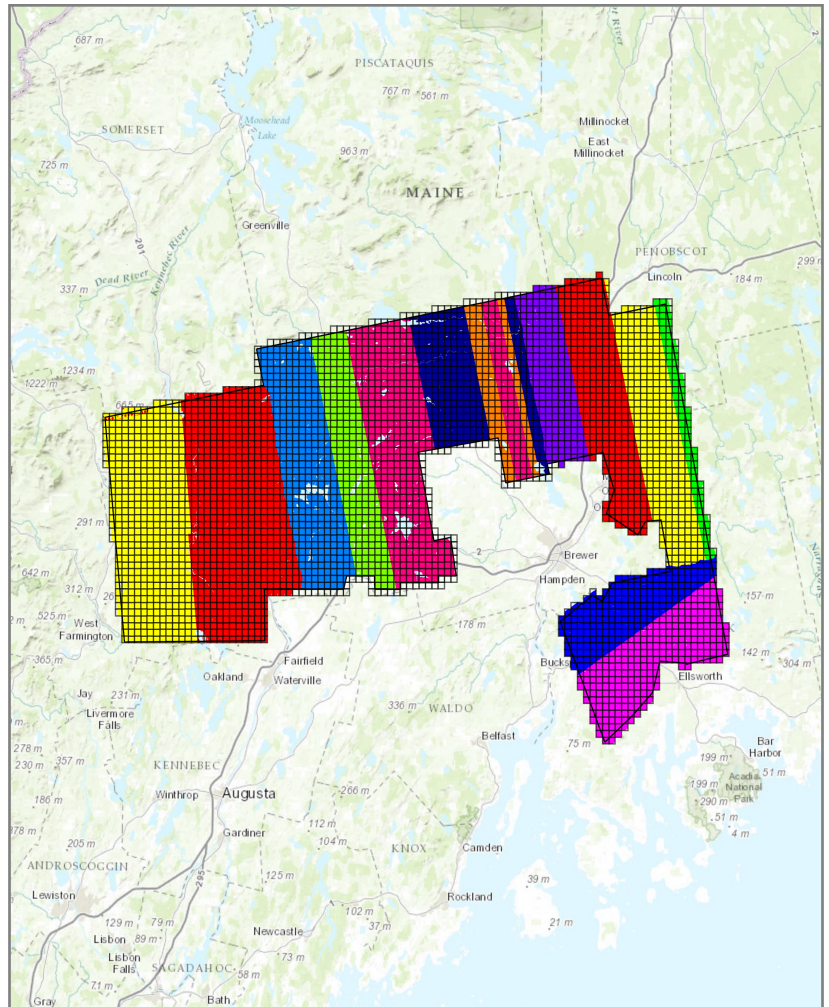 687 m
PISCATAQUIS
767 m
561 m
Moosehead
Lake
Millinocket
East
Millinocket
SOMERSET
963 m
725 m
MAINE
Greenville
201
Kennebec River
Dead River
PENOBSCOT
Lincoln
184 m
299 m
337 m
1234 m
1222 m
665 m
291 m
2
Brewer
Hampden
642 m
312 m
157 m
525 m
West
Farmington
178 m
365 m
Fairfield
Waterville
Oakland
142 m
304 m
Ellsworth
Jay
231 m
Livermore
Falls
336 m
WALDO
Belfast
75 m
278 m
230 m
357 m
KENNEBEC
Bar
Harbor
199 m
51 m
Acadia
National
Park
199 m
290 m
51 m
4 m
186 m
Winthrop
Augusta
266 m
Gardiner
112 m
104 m
KNOX
Camden
378 m
205 m
ANDROSCOGGIN
125 m
39 m
Lewiston
295
Rockland
102 m
37 m
21 m
129 m
79 m
Newcastle
Lisbon
89 m
73 m
Lisbon
Falls
SAGADAHOC
58 m
71 m
Gray
Bath